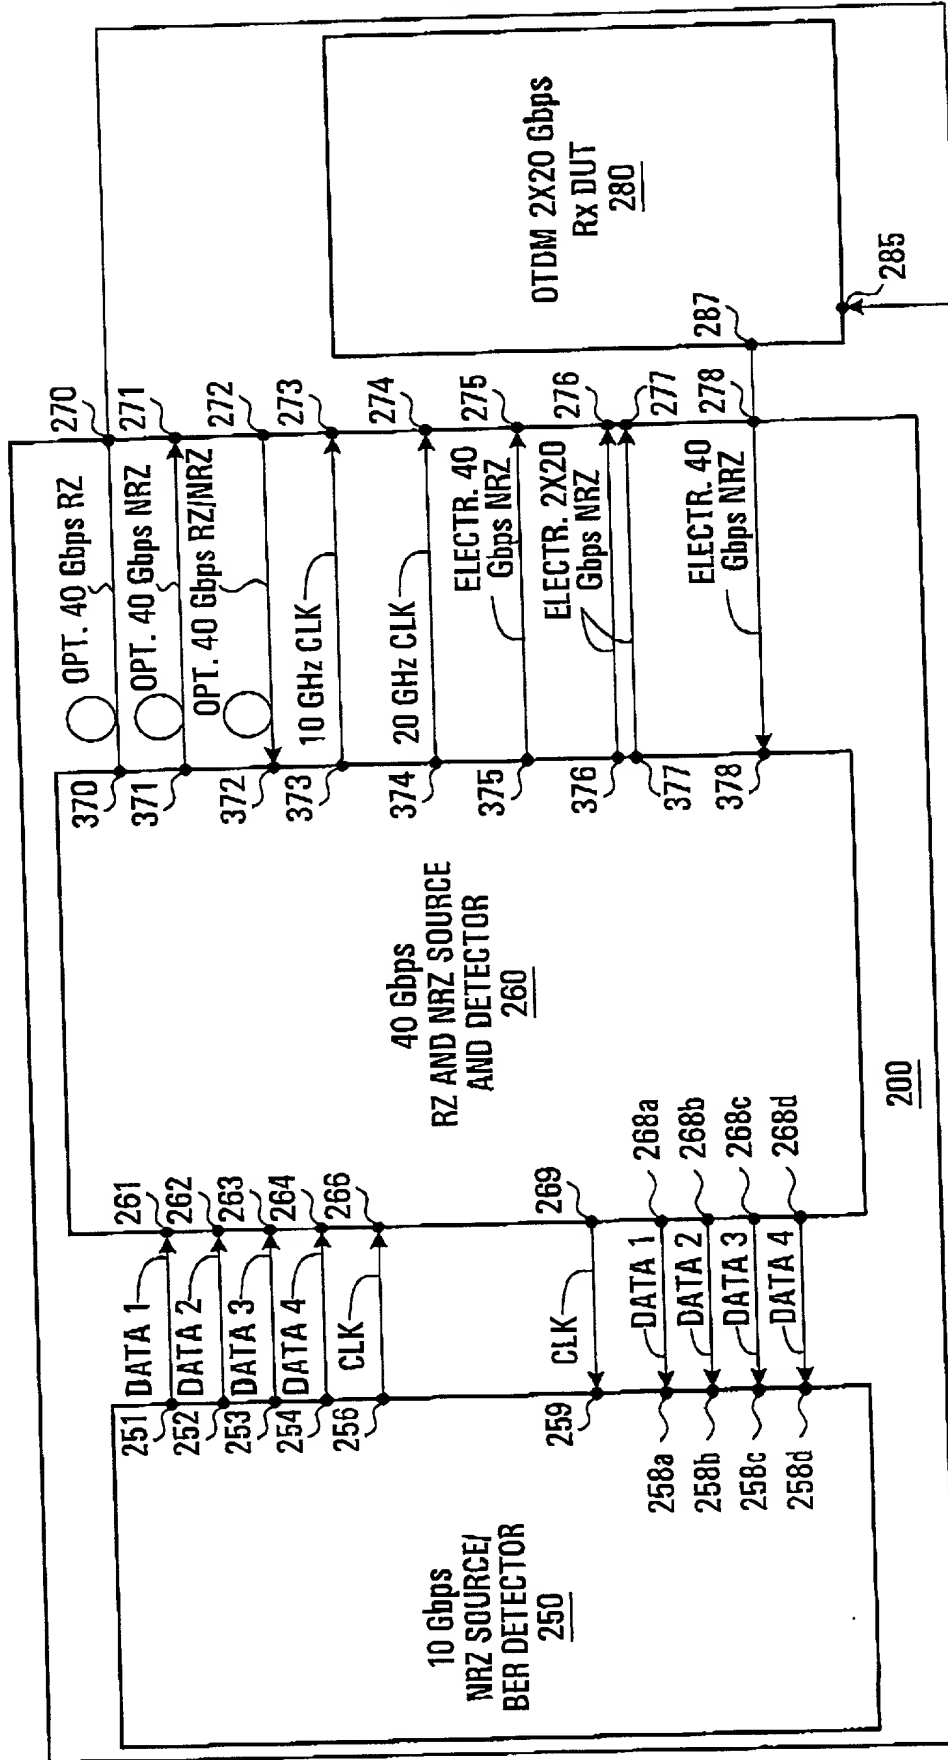 10 Gbps
NRZ SOURCE/
BER DETECTOR
250
251
252
253
254
256
259
258a
258b
258c
258d
DATA 1
DATA 2
DATA 3
DATA 4
CLK
CLK
DATA 1
DATA 2
DATA 3
DATA 4
261
262
263
264
266
269
268a
268b
268c
268d
40 Gbps
RZ AND NRZ SOURCE
AND DETECTOR
260
200
370
371
372
373
374
375
376
377
378
OPT. 40 Gbps RZ
OPT. 40 Gbps NRZ
OPT. 40 Gbps RZ/NRZ
10 GHz CLK
20 GHz CLK
ELECTR. 40
Gbps NRZ
ELECTR. 2X20
Gbps NRZ
ELECTR. 40
Gbps NRZ
270
271
272
273
274
275
276
277
278
287
285
OTDM 2X20 Gbps
Rx DUT
280